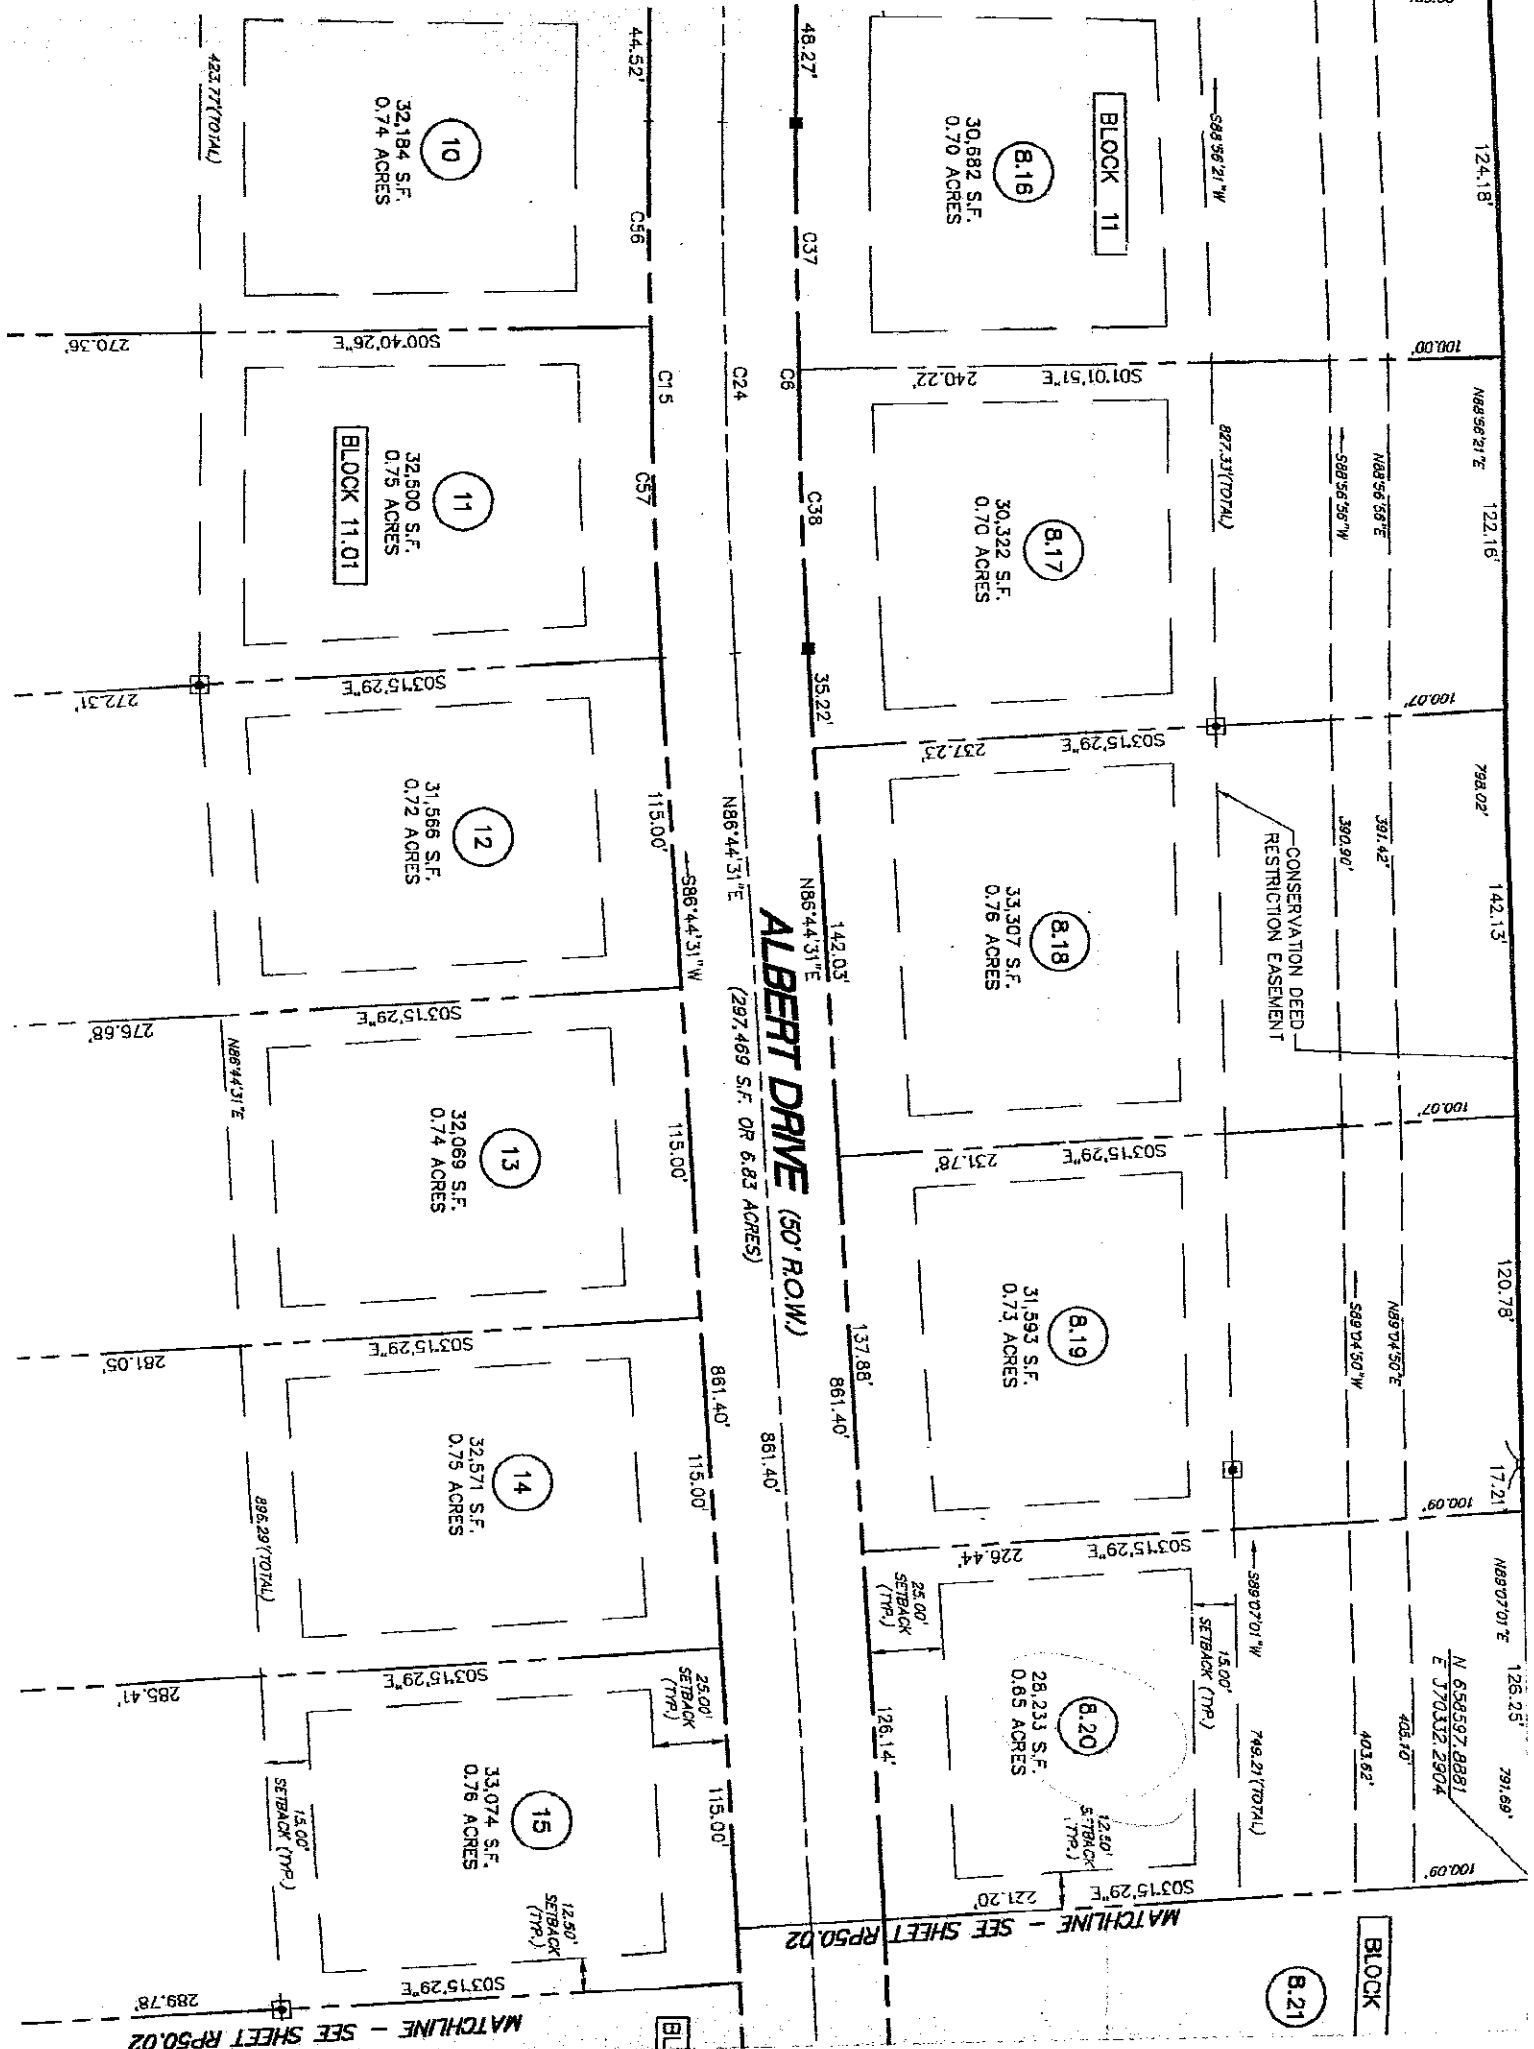 124.18'
N88°56'21"E
122.16'
798.02'
142.13'
120.78'
17.21'
N89°07'01"E
126.25'
791.69'
N 658597.8881
E 370332.2904
100.00'
100.07'
100.07'
100.09'
100.09'
N88°56'56"E
391.42'
N89°04'50"E
405.10'
S88°56'56"W
390.90'
S89°04'50"W
403.62'
CONSERVATION DEED
RESTRICTION EASEMENT
S88°56'21"W
827.33'(TOTAL)
S89°07'01"W
749.21'(TOTAL)
15.00'
SETBACK (TYP.)
BLOCK 11
8.16
30,682 S.F.
0.70 ACRES
S01°01'51"E
240.22'
8.17
30,322 S.F.
0.70 ACRES
S03°15'29"E
237.23'
8.18
33,307 S.F.
0.76 ACRES
S03°15'29"E
231.78'
8.19
31,593 S.F.
0.73 ACRES
S03°15'29"E
226.44'
8.20
28,233 S.F.
0.65 ACRES
25.00'
SETBACK
(TYP.)
12.50'
SETBACK
(TYP.)
S03°15'29"E
221.20'
MATCHLINE - SEE SHEET RP50.02
BLOCK
8.21
48.27'
C37
C6
C38
35.22'
142.03'
N86°44'31"E
137.88'
861.40'
126.14'
C24
N86°44'31"E
ALBERT DRIVE (50' R.O.W.)
(297,469 S.F. OR 6.83 ACRES)
861.40'
44.52'
C56
C15
C57
115.00'
S86°44'31"W
115.00'
861.40'
115.00'
115.00'
10
32,184 S.F.
0.74 ACRES
S00°40'26"E
270.36'
11
32,500 S.F.
0.75 ACRES
BLOCK 11.01
S03°15'29"E
272.31'
12
31,566 S.F.
0.72 ACRES
S03°15'29"E
276.68'
13
32,069 S.F.
0.74 ACRES
S03°15'29"E
281.05'
14
32,571 S.F.
0.75 ACRES
S03°15'29"E
285.41'
25.00'
SETBACK
(TYP.)
15
33,074 S.F.
0.76 ACRES
12.50'
SETBACK
(TYP.)
S03°15'29"E
289.78'
423.77'(TOTAL)
N86°44'31"E
896.29'(TOTAL)
15.00'
SETBACK (TYP.)
MATCHLINE - SEE SHEET RP50.02
BL